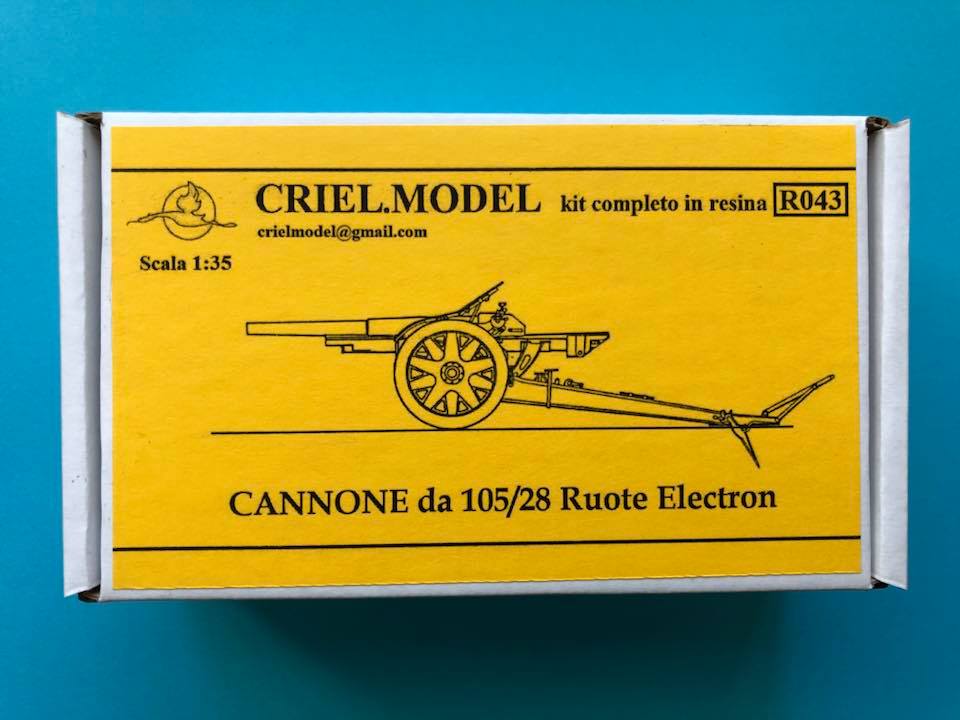 CRIEL.MODEL kit completo in resina R043
crielmodel@gmail.com
Scala 1:35
CANNONE da 105/28 Ruote Electron